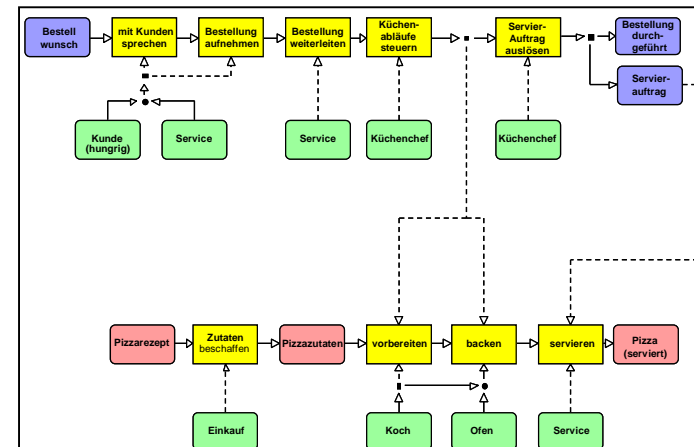 Bestell
wunsch
mit Kunden
sprechen
Bestellung
aufnehmen
Bestellung
weiterleiten
Küchen-
abläufe
steuern
Servier-
Auftrag
auslösen
Bestellung
durch-
geführt
Servier-
auftrag
Kunde
(hungrig)
Service
Service
Küchenchef
Küchenchef
Pizzarezept
Zutaten
beschaffen
Pizzazutaten
vorbereiten
backen
servieren
Pizza
(serviert)
Einkauf
Koch
Ofen
Service